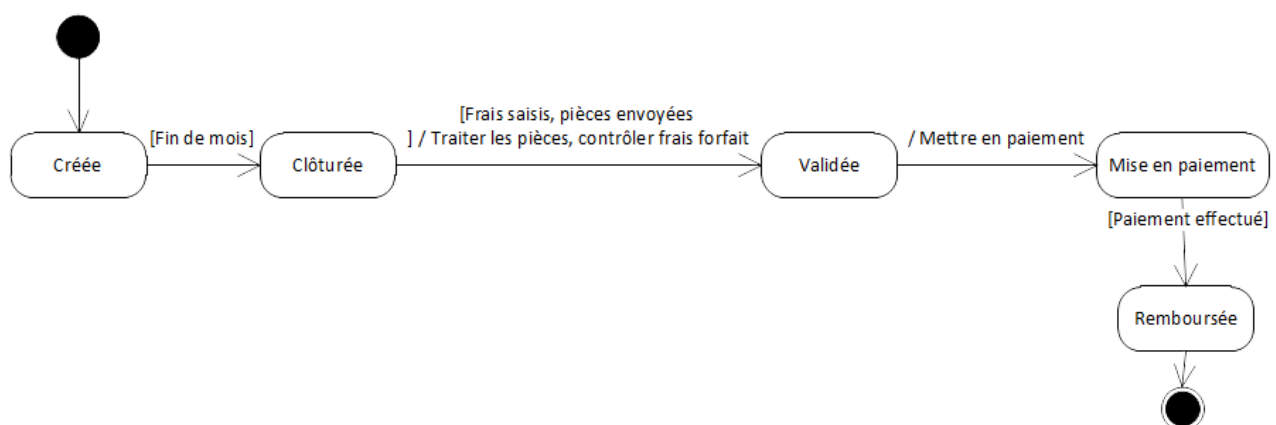 [Frais saisis, pièces envoyées
[Fin de mois]
] / Traiter les pièces, contrôler frais forfait
/ Mettre en paiement
Créée
Clôturée
Validée
Mise en paiement
[Paiement effectué]
Remboursée